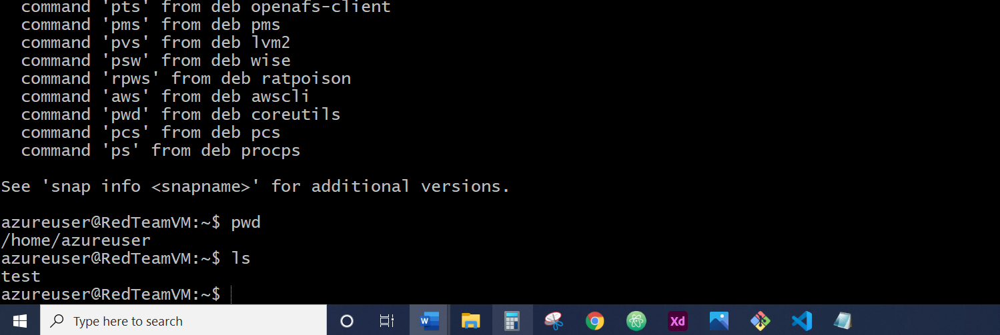 command 'pts' from deb openafs-client
command 'pms' from deb pms
command 'pvs' from deb lvm2
command 'psw' from deb wise
command 'rpws' from deb ratpoison
command 'aws' from deb awscli
command 'pwd' from deb coreutils
command 'pcs' from deb pcs
command 'ps' from deb procps
See 'snap info <snapname>' for additional versions.
azureuser@RedTeamVM:~$ pwd
/home/azureuser
azureuser@RedTeamVM:~$ ls
test
azureuser@RedTeamVM:~$
Type here to search
W
Xd